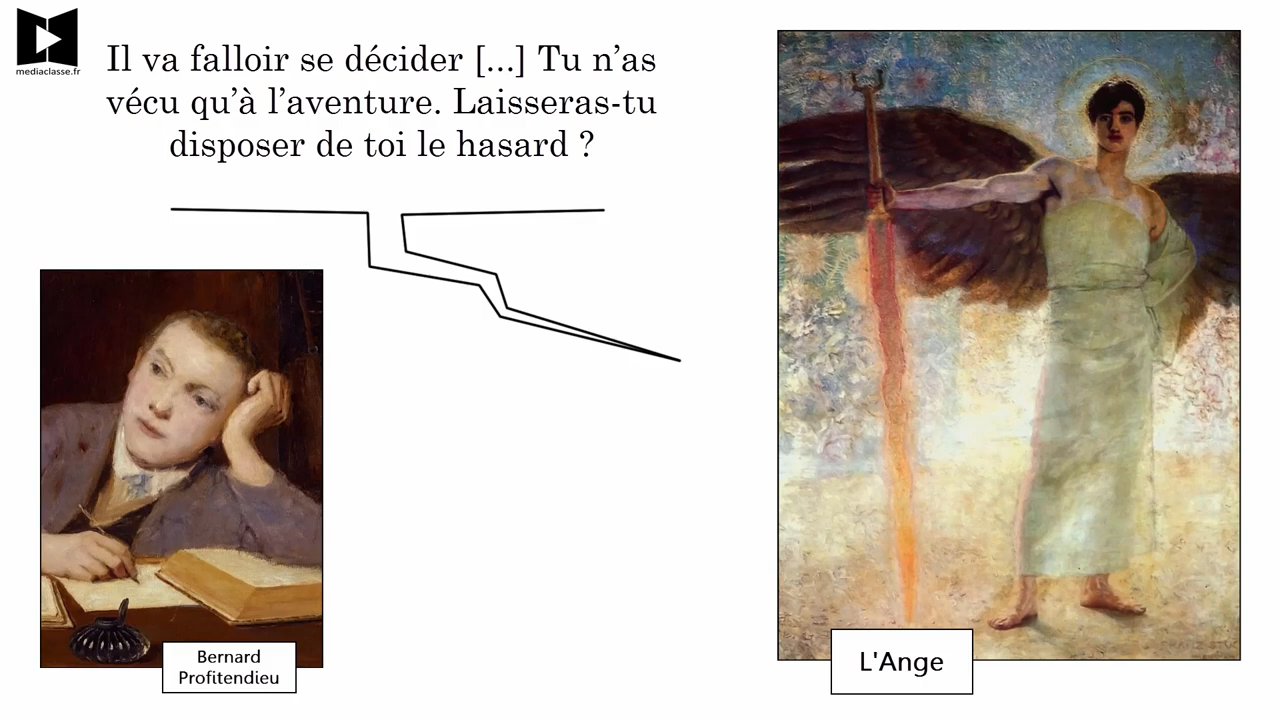 mediaclasse.fr
Il va falloir se décider [...] Tu n’as
vécu qu’à l’aventure. Laisseras-tu
disposer de toi le hasard ?
Bernard
Profitendieu
L'Ange